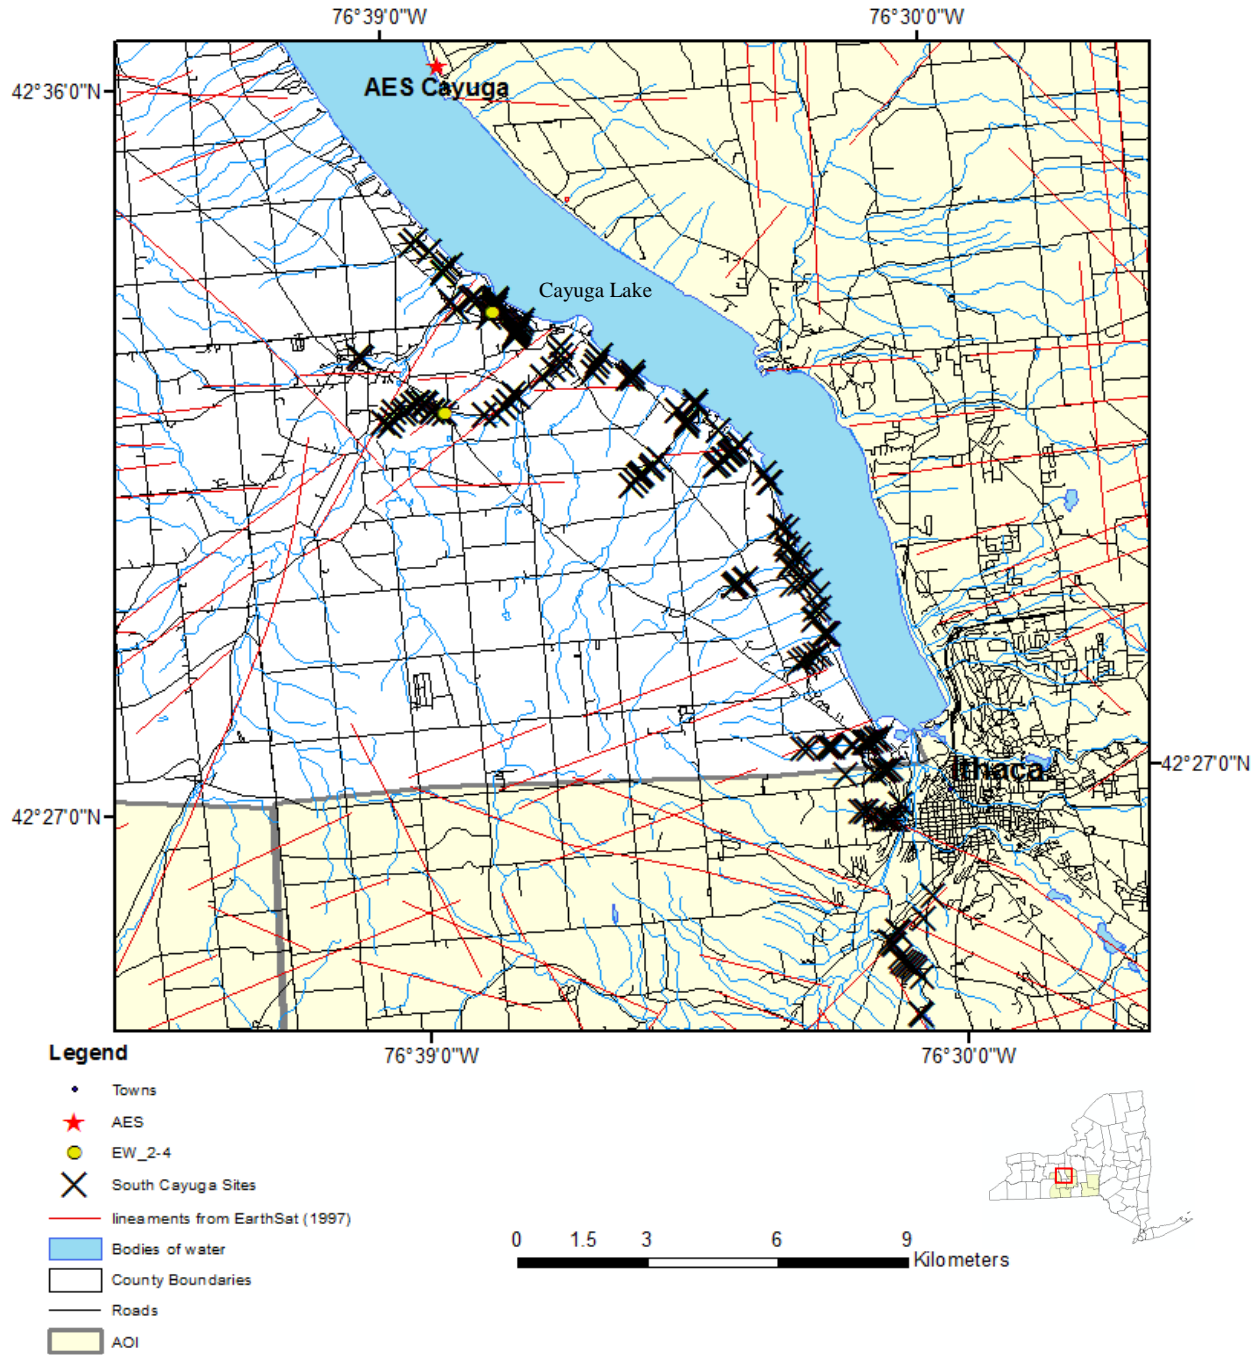 76°39'0"W 76°30'0"W
42°36'0"N
AES Cayuga
Cayuga Lake
42°27'0"N
Ithaca
42°27'0"N
76°39'0"W 76°30'0"W
Legend
Towns
AES
EW_2-4
South Cayuga Sites
lineaments from EarthSat (1997)
Bodies of water
County Boundaries
Roads
AOI
0 1.5 3 6 9
Kilometers